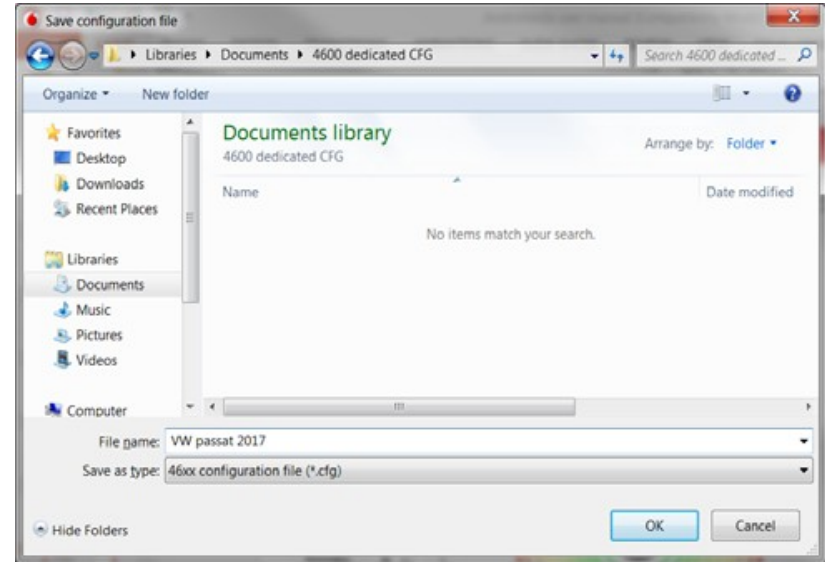 Save configuration file
Libraries Documents 4600 dedicated CFG
Search 4600 dedicated ...
Organize New folder
Favorites
Desktop
Downloads
Recent Places
Libraries
Documents
Music
Pictures
Videos
Computer
Documents library
4600 dedicated CFG
Arrange by: Folder
Name Date modified
No items match your search.
File name: VW passat 2017
Save as type: 46xx configuration file (*.cfg)
Hide Folders
OK Cancel